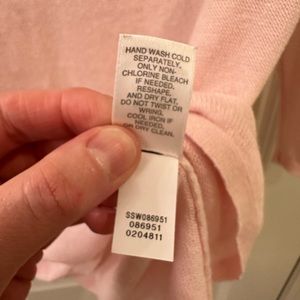 HAND WASH COLD
SEPARATELY.
ONLY NON-
CHLORINE BLEACH
IF NEEDED.
RESHAPE,
AND DRY FLAT.
DO NOT TWIST OR
WRING.
COOL IRON IF
NEEDED,
OR DRY CLEAN.
SSW086951
086951
0204811